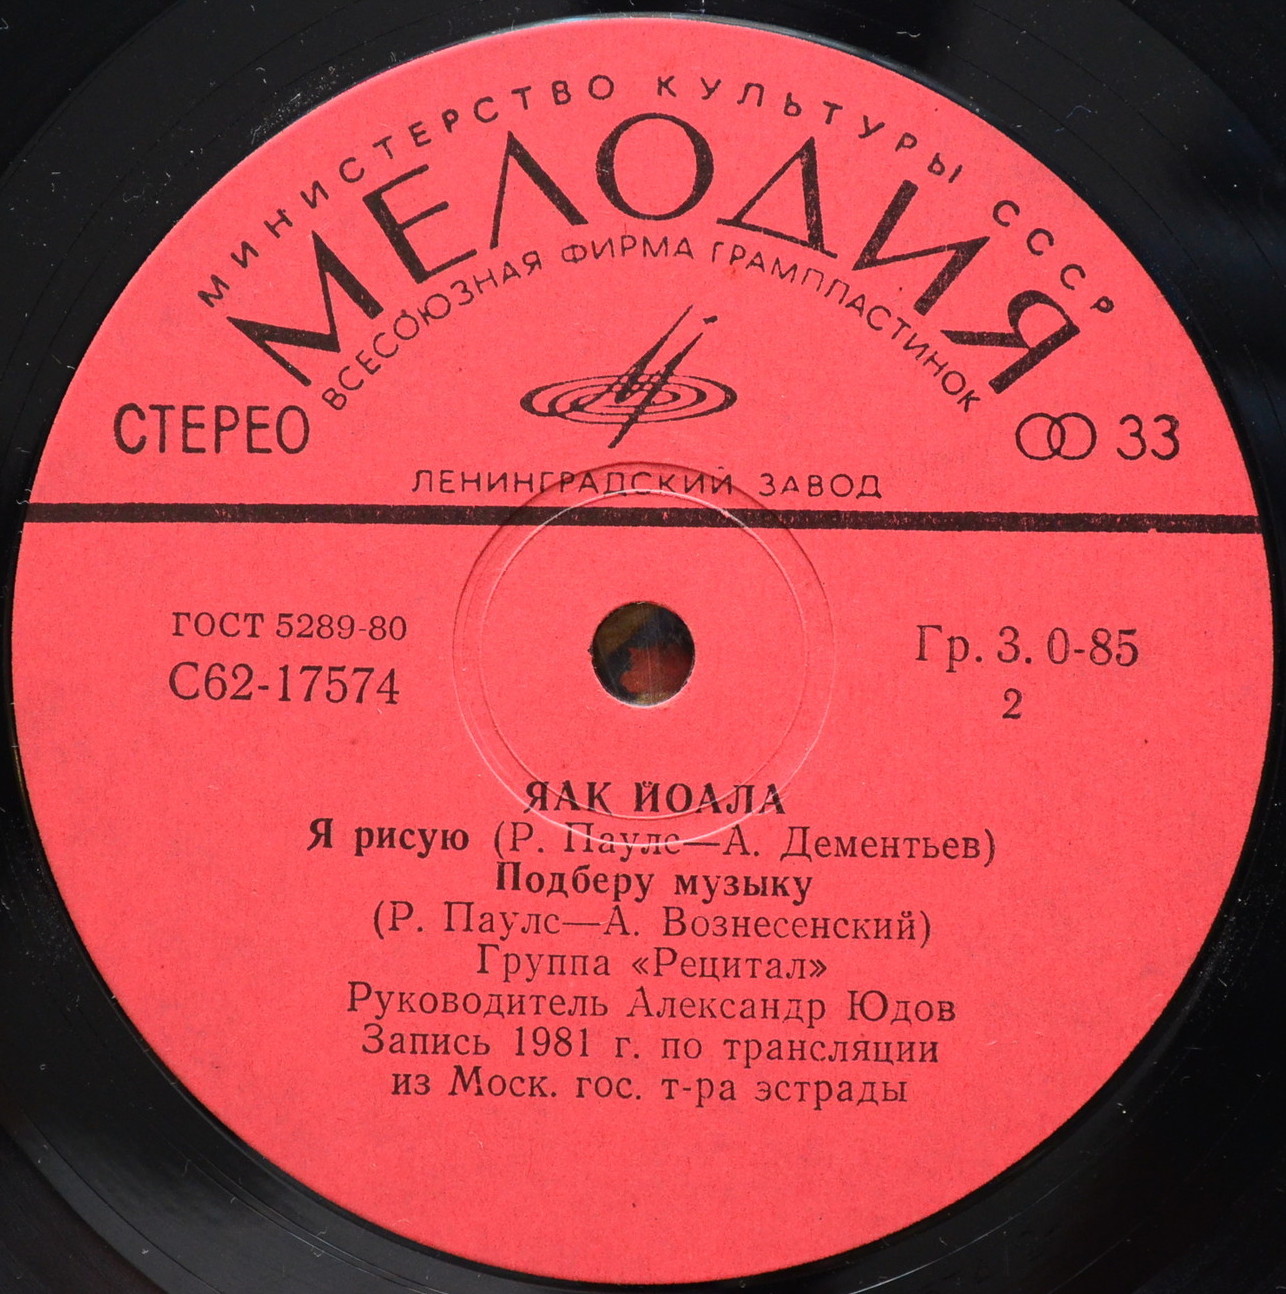 МИНИСТЕРСТВО КУЛЬТУРЫ СССР
МЕЛОДИЯ
ВСЕСОЮЗНАЯ ФИРМА ГРАМПЛАСТИНОК
СТЕРЕО
33
ЛЕНИНГРАДСКИЙ ЗАВОД
ГОСТ 5289-80
С62-17574
Гр. 3. 0-85
2
ЯАК ЙОАЛА
Я рисую (Р. Паулс—А. Дементьев)
Подберу музыку
(Р. Паулс—А. Вознесенский)
Группа «Рецитал»
Руководитель Александр Юдов
Запись 1981 г. по трансляции
из Моск. гос. т-ра эстрады